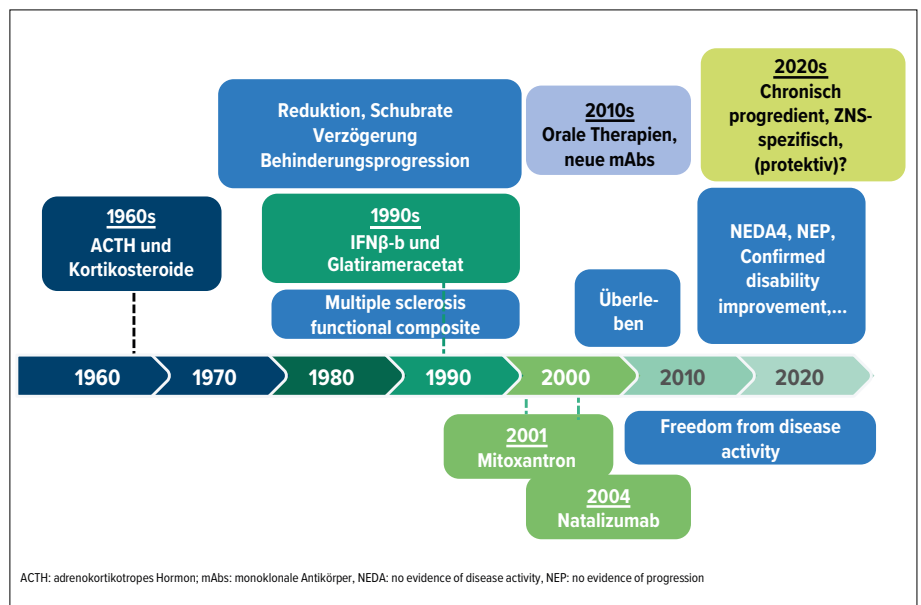 Reduktion, Schubrate
Verzögerung
Behinderungsprogression
2010s
Orale Therapien,
neue mAbs
2020s
Chronisch
progredient, ZNS-
spezifisch,
(protektiv)?
1960s
ACTH und
Kortikosteroide
1990s
IFNβ-b und
Glatirameracetat
Multiple sclerosis
functional composite
Überle-
ben
NEDA4, NEP,
Confirmed
disability
improvement,...
1960
1970
1980
1990
2000
2010
2020
2001
Mitoxantron
2004
Natalizumab
Freedom from disease
activity
ACTH: adrenokortikotropes Hormon; mAbs: monoklonale Antikörper, NEDA: no evidence of disease activity, NEP: no evidence of progression